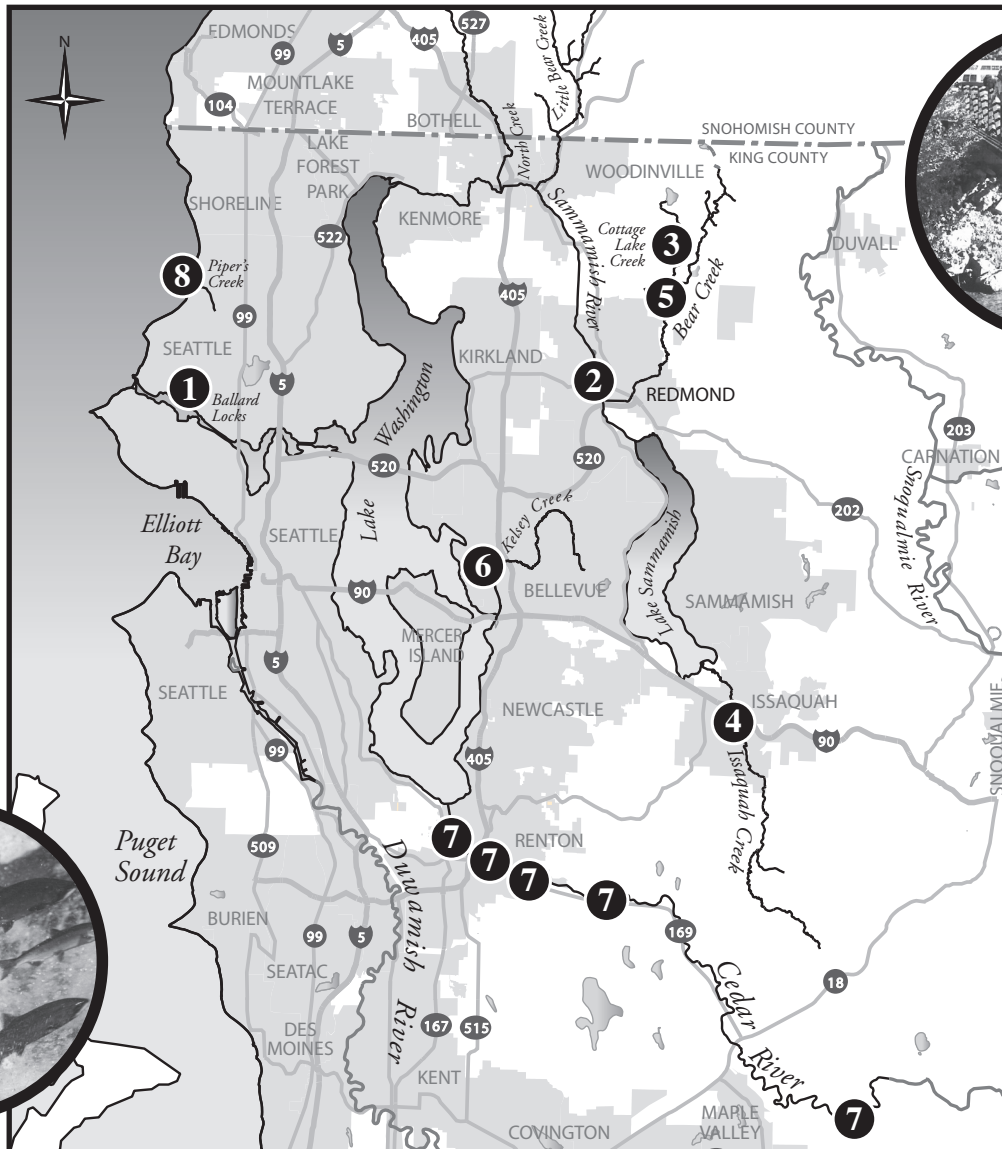 N
EDMONDS
99
5
405
527
Little Bear Creek
MOUNTLAKE
TERRACE
104
BOTHELL
North Creek
SNOHOMISH COUNTY
KING COUNTY
LAKE
FOREST
PARK
WOODINVILLE
SHORELINE
KENMORE
522
Sammamish River
Cottage
Lake
Creek
3
DUVALL
8
Piper's
Creek
405
5
Bear Creek
99
SEATTLE
KIRKLAND
1
Ballard
Locks
5
2
REDMOND
Washington
203
CARNATION
520
520
Snoqualmie River
Elliott
Bay
SEATTLE
Lake
Kelsey Creek
202
6
BELLEVUE
Lake Sammamish
SAMMAMISH
90
MERCER
ISLAND
5
SEATTLE
NEWCASTLE
4
ISSAQUAH
SNOQUALMIE
99
405
90
Issaquah Creek
Puget
Sound
509
Duwamish River
7
7
7
RENTON
7
BURIEN
99
5
169
SEATAC
Cedar River
18
DES
MOINES
167
515
KENT
7
MAPLE
VALLEY
COVINGTON